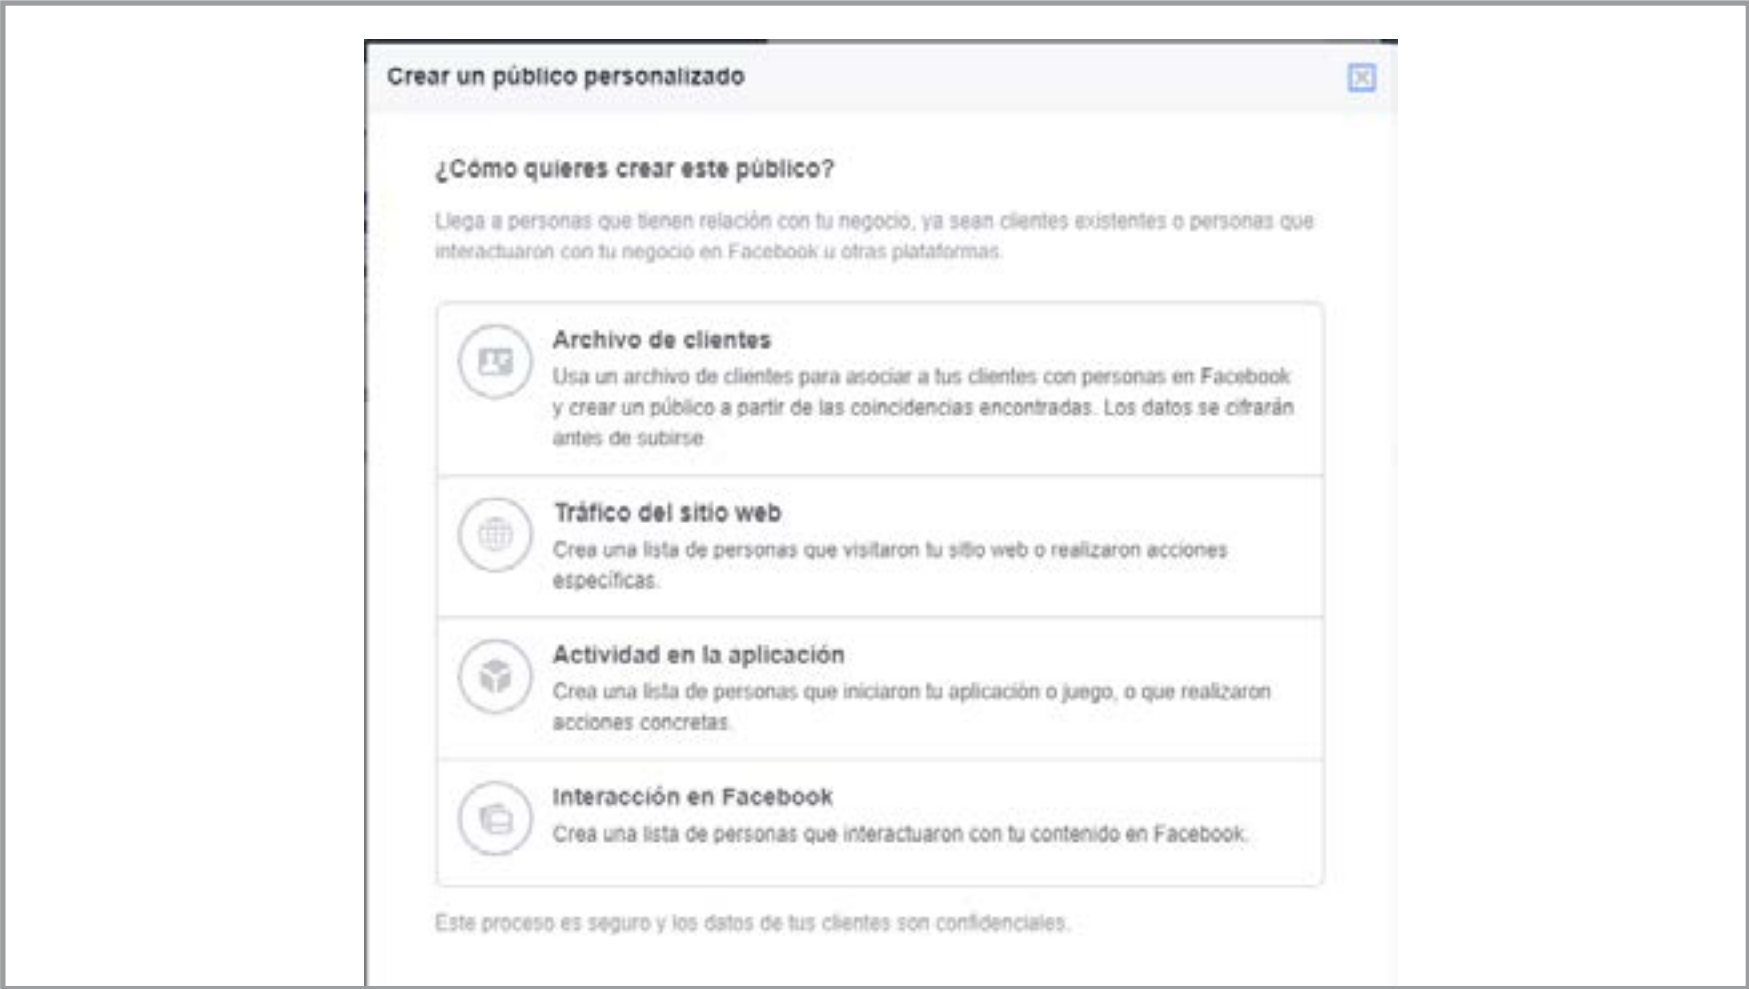 Crear un público personalizado
¿Cómo quieres crear este público?
Llega a personas que tienen relación con tu negocio, ya sean clientes existentes o personas que
interactuaron con tu negocio en Facebook u otras plataformas.
Archivo de clientes
Usa un archivo de clientes para asociar a tus clientes con personas en Facebook
y crear un público a partir de las coincidencias encontradas. Los datos se cifrarán
antes de subirse
Tráfico del sitio web
Crea una lista de personas que visitaron tu sitio web o realizaron acciones
específicas.
Actividad en la aplicación
Crea una lista de personas que iniciaron tu aplicación o juego, o que realizaron
acciones concretas.
Interacción en Facebook
Crea una lista de personas que interactuaron con tu contenido en Facebook.
Este proceso es seguro y los datos de tus clientes son confidenciales.